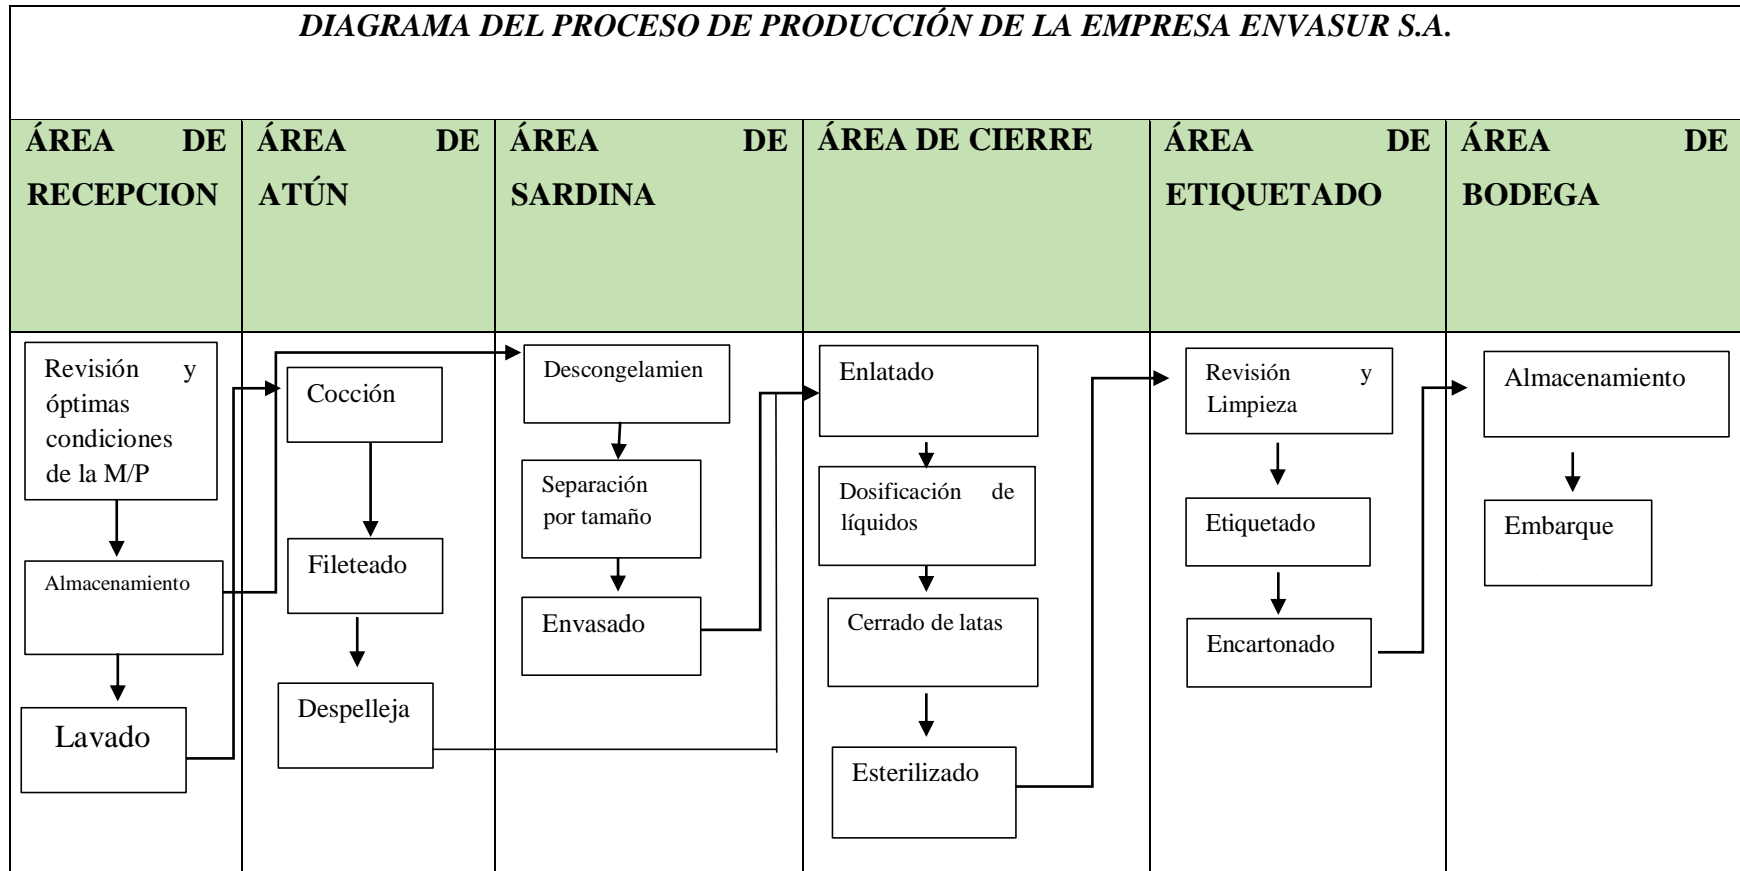 DIAGRAMA DEL PROCESO DE PRODUCCIÓN DE LA EMPRESA ENVASUR S.A.
ÁREA DE
RECEPCION
ÁREA DE
ATÚN
ÁREA DE
SARDINA
ÁREA DE CIERRE
ÁREA DE
ETIQUETADO
ÁREA DE
BODEGA
Revisión y
óptimas
condiciones
de la M/P
Almacenamiento
Lavado
Cocción
Fileteado
Despelleja
Descongelamien
Separación
por tamaño
Envasado
Enlatado
Dosificación de
líquidos
Cerrado de latas
Esterilizado
Revisión y
Limpieza
Etiquetado
Encartonado
Almacenamiento
Embarque